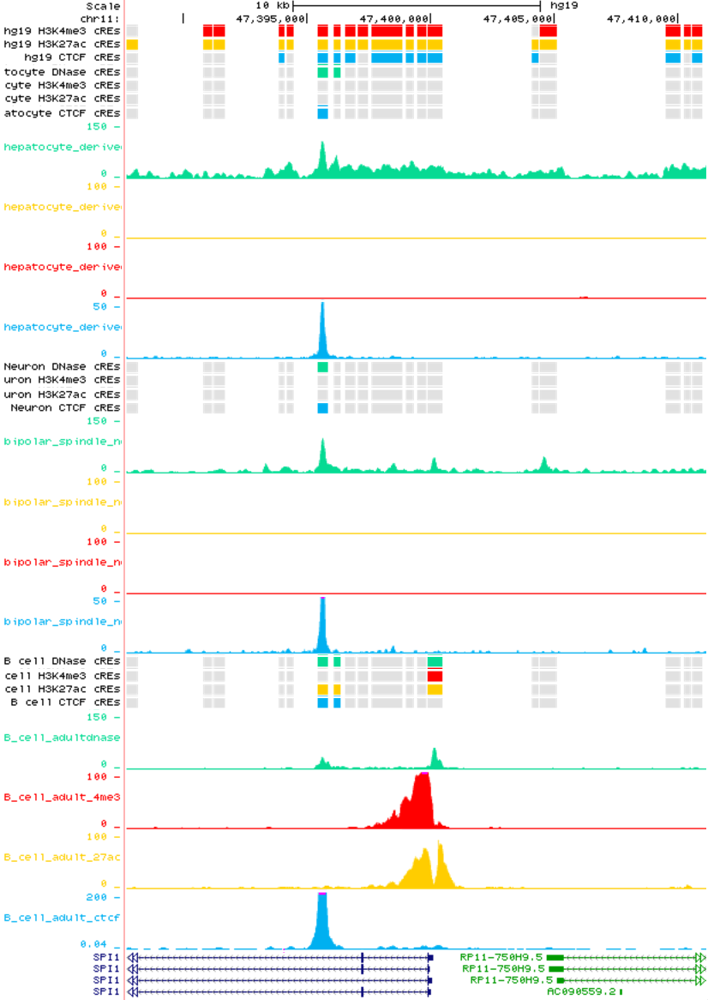 Scale 10 kb hg19
chr11: 47,395,000 47,400,000 47,405,000 47,410,000
hg19 H3K4me3 cREs
hg19 H3K27ac cREs
hg19 CTCF cREs
tocyte DNase cREs
cyte H3K4me3 cREs
cyte H3K27ac cREs
atocyte CTCF cREs
150
hepatocyte_derive
0
100
hepatocyte_derive
0
100
hepatocyte_derive
0
50
hepatocyte_derive
0
Neuron DNase cREs
uron H3K4me3 cREs
uron H3K27ac cREs
Neuron CTCF cREs
150
bipolar_spindle_n
0
100
bipolar_spindle_n
0
100
bipolar_spindle_n
0
50
bipolar_spindle_n
0
B cell DNase cREs
cell H3K4me3 cREs
cell H3K27ac cREs
B cell CTCF cREs
150
B_cell_adultdnase
0
100
B_cell_adult_4me3
0
100
B_cell_adult_27ac
0
200
B_cell_adult_ctcf
0.04
SPI1 RP11-750H9.5
SPI1 RP11-750H9.5
SPI1 RP11-750H9.5
SPI1 AC090559.2